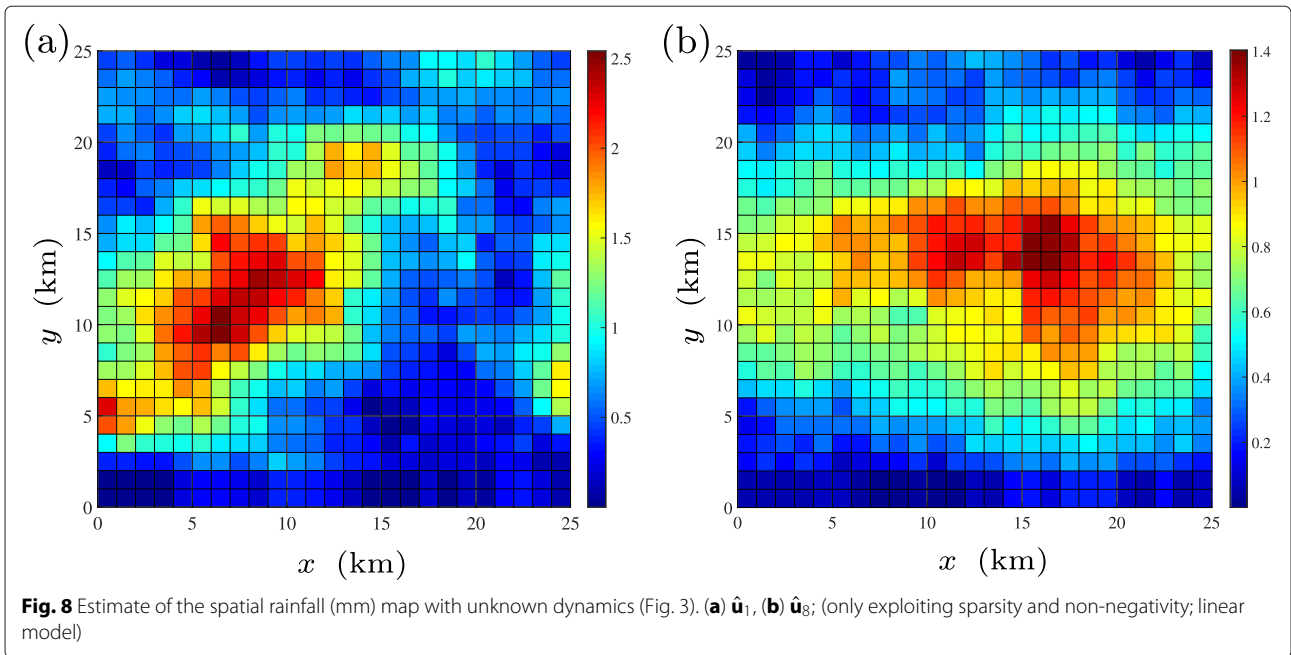 (a)
25
20
15
10
5
0
y (km)
0 5 10 15 20 25
x (km)
2.5
2
1.5
1
0.5
(b)
25
20
15
10
5
0
y (km)
0 5 10 15 20 25
x (km)
1.4
1.2
1
0.8
0.6
0.4
0.2
Fig. 8 Estimate of the spatial rainfall (mm) map with unknown dynamics (Fig. 3). (a) û₁, (b) û₈; (only exploiting sparsity and non-negativity; linear
model)